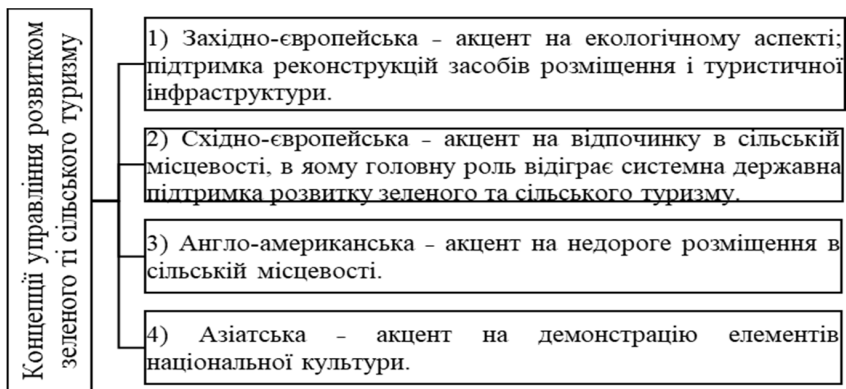 Концепції управління розвитком
зеленого ті сільського туризму
1) Західно-європейська – акцент на екологічному аспекті;
підтримка реконструкцій засобів розміщення і туристичної
інфраструктури.
2) Східно-європейська – акцент на відпочинку в сільській
місцевості, в яому головну роль відіграє системна державна
підтримка розвитку зеленого та сільського туризму.
3) Англо-американська – акцент на недороге розміщення в
сільській місцевості.
4) Азіатська – акцент на демонстрацію елементів
національної культури.